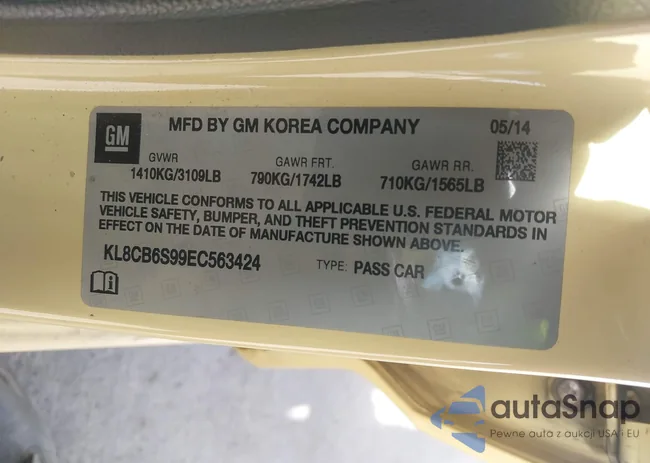 GM
MFD BY GM KOREA COMPANY 05/14
GVWR GAWR FRT. GAWR RR.
1410KG/3109LB 790KG/1742LB 710KG/1565LB
THIS VEHICLE CONFORMS TO ALL APPLICABLE U.S. FEDERAL MOTOR
VEHICLE SAFETY, BUMPER, AND THEFT PREVENTION STANDARDS IN
EFFECT ON THE DATE OF MANUFACTURE SHOWN ABOVE.
KL8CB6S99EC563424 TYPE: PASS CAR
autoSnap
Pewne auta z aukcji USA i EU